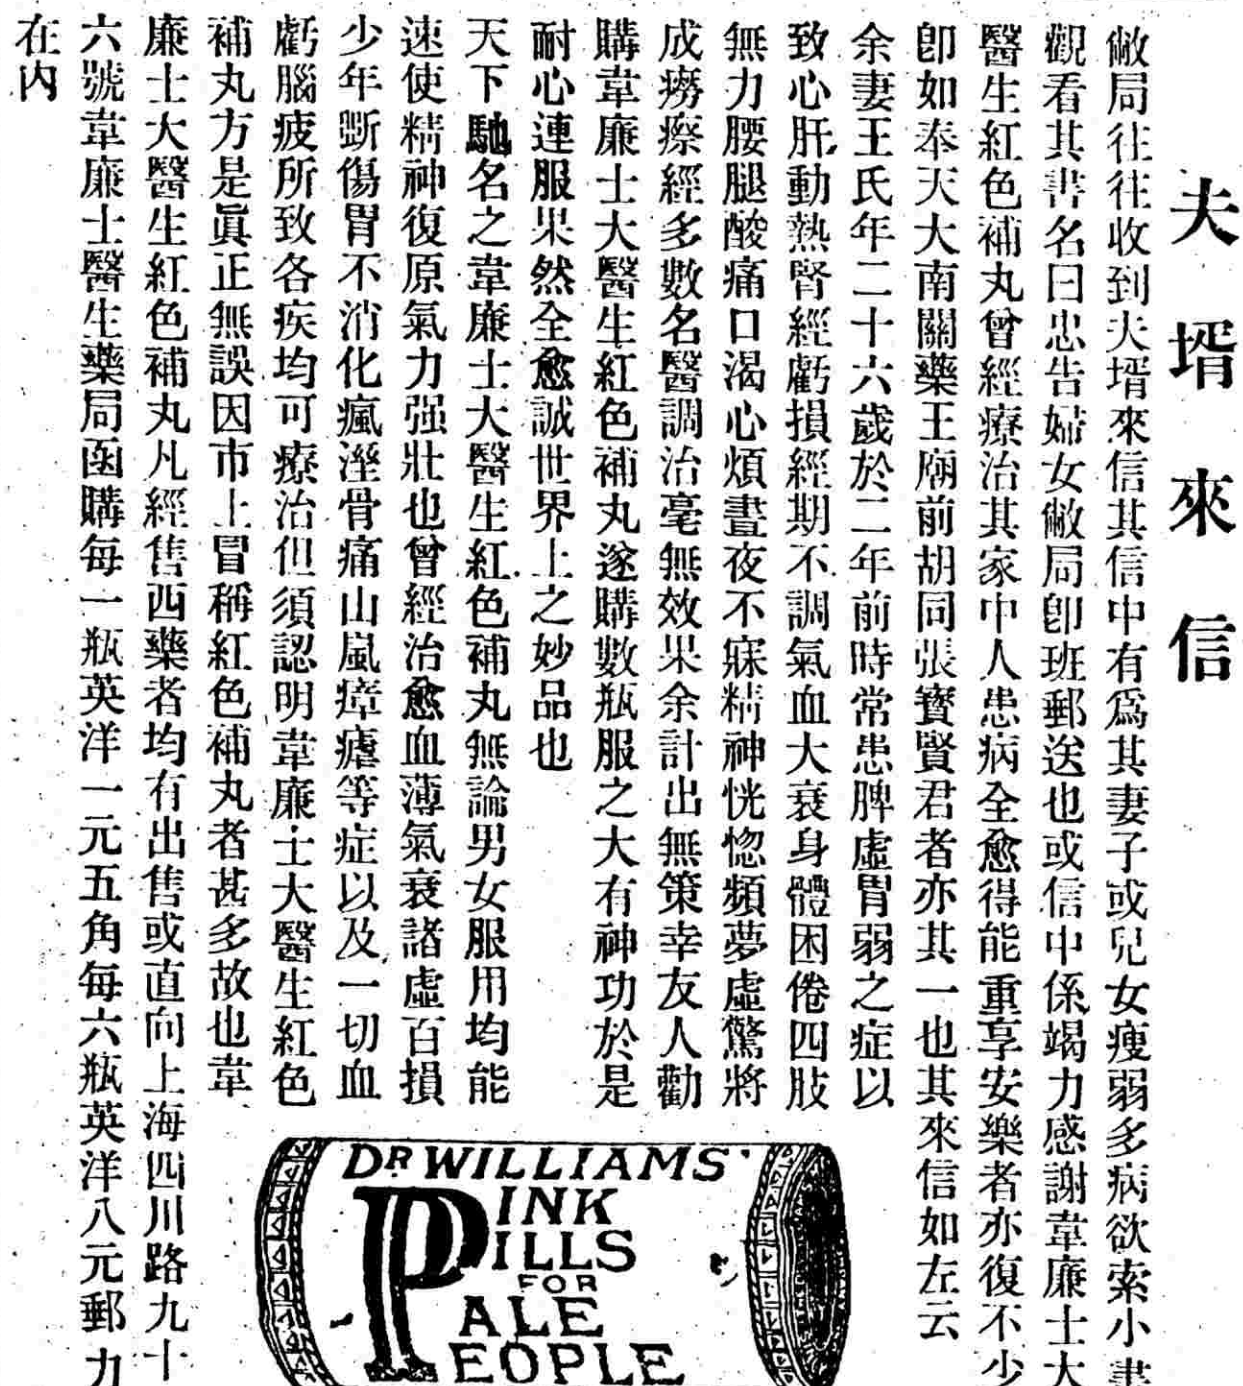 夫壻來信
敝局往往收到夫壻來信其信中有爲其妻子或兒女瘦弱多病欲索小書
觀看其書名曰忠告婦女敝局卽班郵送也或信中係竭力感謝韋廉士大
醫生紅色補丸曾經療治其家中人患病全愈得能重享安樂者亦復不少
卽如奉天大南關藥王廟前胡同張寶賢君者亦其一也其來信如左云
余妻王氏年二十六歲於二年前時常患脾虛胃弱之症以
致心肝動熱腎經虧損經期不調氣血大衰身體困倦四肢
無力腰腿酸痛口渴心煩晝夜不寐精神恍惚頻夢虛驚將
成癆瘵經多數名醫調治毫無效果余計出無策幸友人勸
購韋廉士大醫生紅色補丸遂購數瓶服之大有神功於是
耐心連服果然全愈誠世界上之妙品也
天下馳名之韋廉士大醫生紅色補丸無論男女服用均能
速使精神復原氣力强壯也曾經治愈血薄氣衰諸虛百損
少年斲傷胃不消化瘋溼骨痛山嵐瘴瘧等症以及一切血
虧腦疲所致各疾均可療治但須認明韋廉士大醫生紅色
補丸方是眞正無誤因市上冒稱紅色補丸者甚多故也韋
廉士大醫生紅色補丸凡經售西藥者均有出售或直向上海四川路九十
六號韋廉士醫生藥局函購每一瓶英洋一元五角每六瓶英洋八元郵力
在內
DR WILLIAMS'
PINK
PILLS
FOR
PALE
PEOPLE